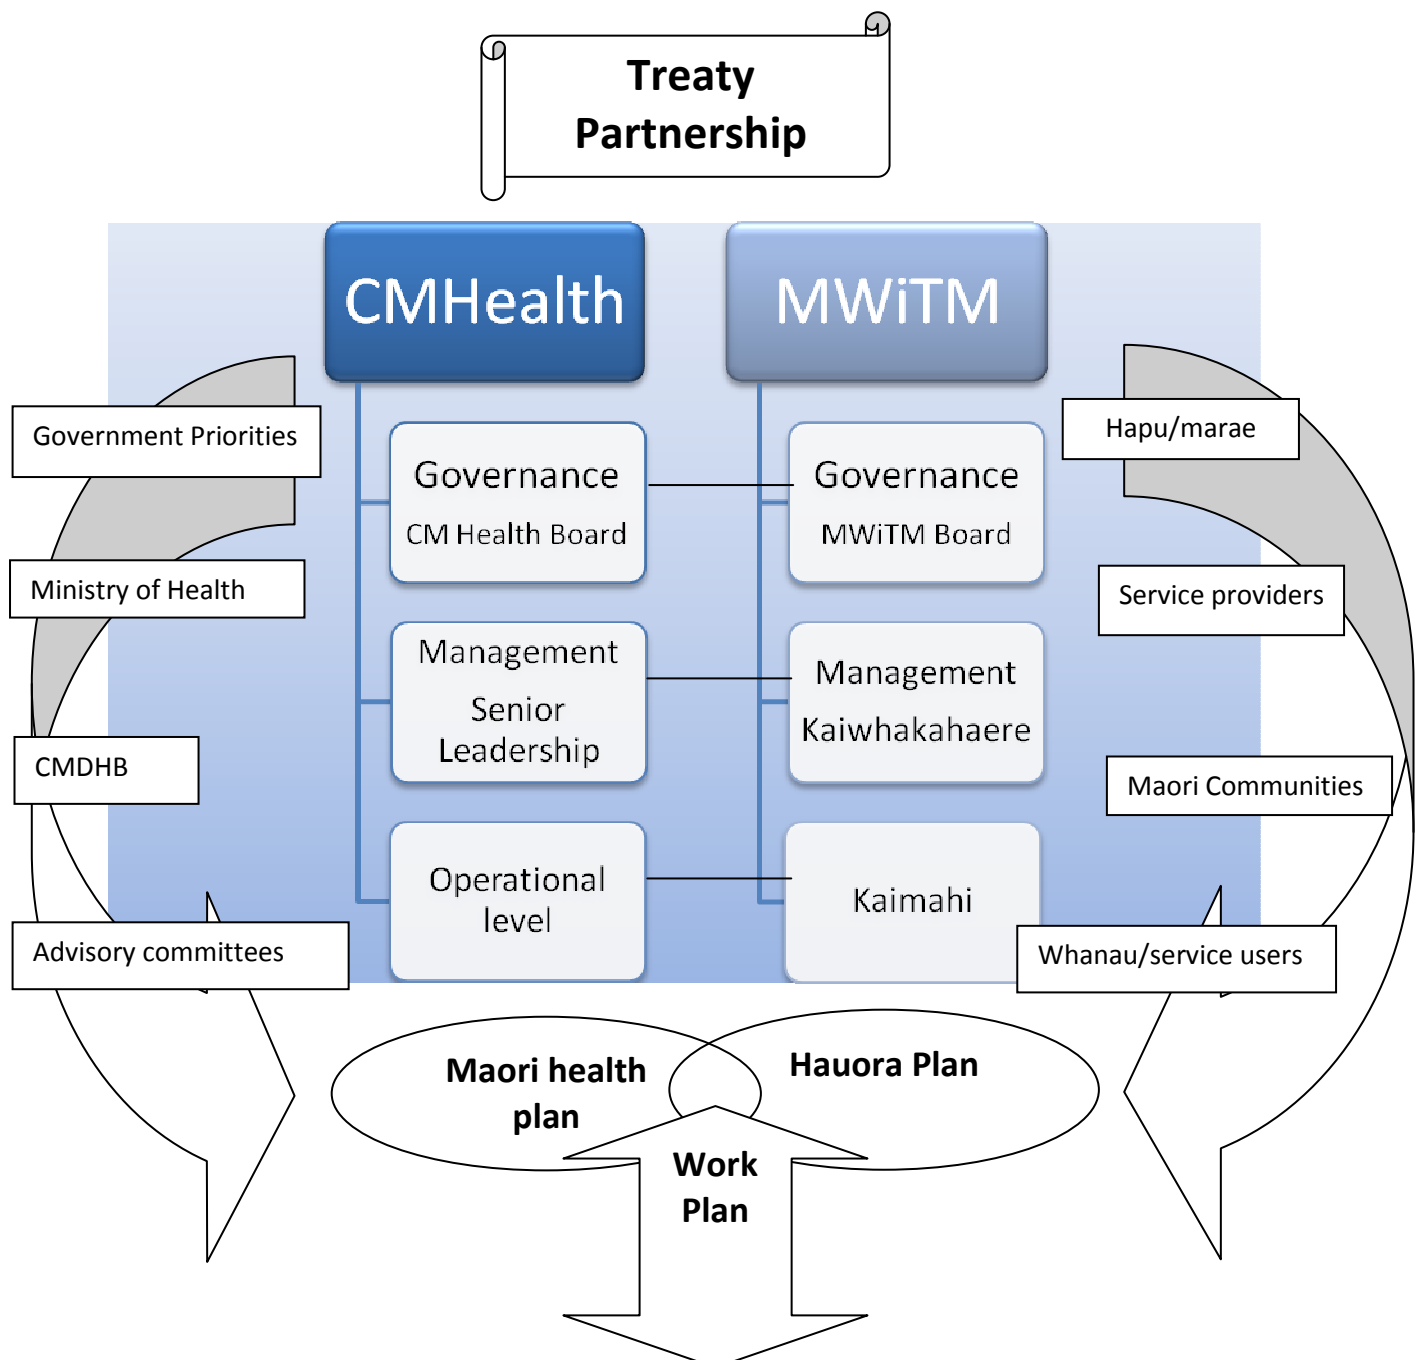 Treaty
Partnership
CMHealth
MWiTM
Government Priorities
Ministry of Health
CMDHB
Advisory committees
Governance
CM Health Board
Management
Senior
Leadership
Operational
level
Governance
MWiTM Board
Management
Kaiwhakahaere
Kaimahi
Hapu/marae
Service providers
Maori Communities
Whanau/service users
Maori health
plan
Hauora Plan
Work
Plan